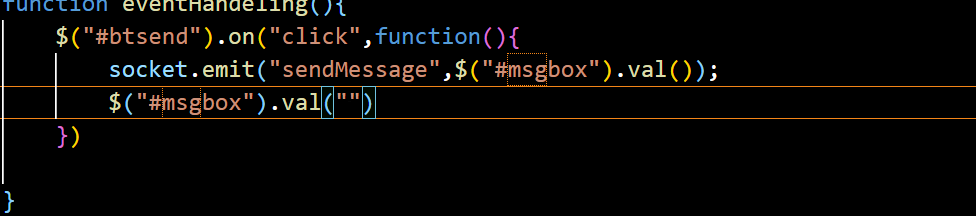 function eventHandeling(){
$("#btsend").on("click",function(){
socket.emit("sendMessage",$("#msgbox").val());
$("#msgbox").val("")
})
}